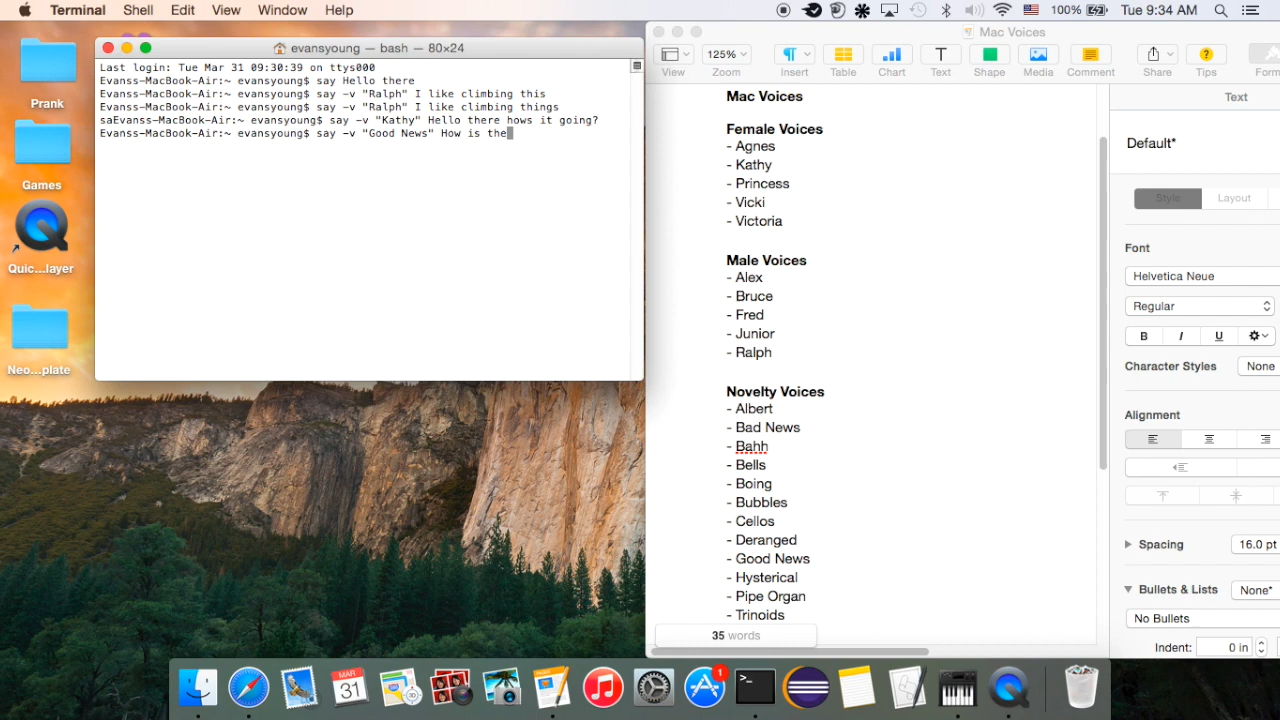 Terminal Shell Edit View Window Help
100% Tue 9:34 AM
Prank
Games
Quic...layer
Neo...plate
evansyoung — bash — 80×24
Last login: Tue Mar 31 09:30:39 on ttys000
Evanss-MacBook-Air:~ evansyoung$ say Hello there
Evanss-MacBook-Air:~ evansyoung$ say -v "Ralph" I like climbing this
Evanss-MacBook-Air:~ evansyoung$ say -v "Ralph" I like climbing things
saEvanss-MacBook-Air:~ evansyoung$ say -v "Kathy" Hello there hows it going?
Evanss-MacBook-Air:~ evansyoung$ say -v "Good News" How is the
Mac Voices
125%
View Zoom Insert Table Chart Text Shape Media Comment Share Tips Form
Mac Voices
Female Voices
- Agnes
- Kathy
- Princess
- Vicki
- Victoria
Male Voices
- Alex
- Bruce
- Fred
- Junior
- Ralph
Novelty Voices
- Albert
- Bad News
- Bahh
- Bells
- Boing
- Bubbles
- Cellos
- Deranged
- Good News
- Hysterical
- Pipe Organ
- Trinoids
35 words
Text
Default*
Style Layout
Font
Helvetica Neue
Regular
B I U
Character Styles None
Alignment
Spacing 16.0 pt
Bullets & Lists None*
No Bullets
Indent: 0 in
MAR
31
1